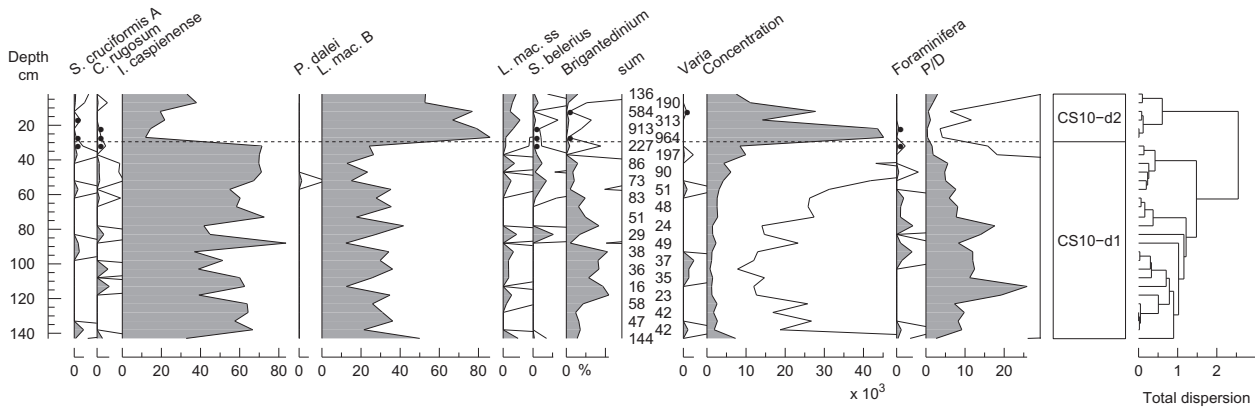 S. cruciformis A
C. rugosum
I. caspienense
P. dalei
L. mac. B
L. mac. ss
S. belerius
Brigantedinium
sum
Varia
Concentration
Foraminifera
P/D
Depth
cm
20
40
60
80
100
120
140
136
190
584
313
913
964
227
197
86
90
73
51
83
48
51
24
29
49
38
37
36
35
16
23
58
42
47
42
144
CS10−d2
CS10−d1
0 0 0 20 40 60 80 0 0 20 40 60 80 0 0 0 % 0 0 10 20 30 40 0 0 10 20 0 1 2
x 10³
Total dispersion